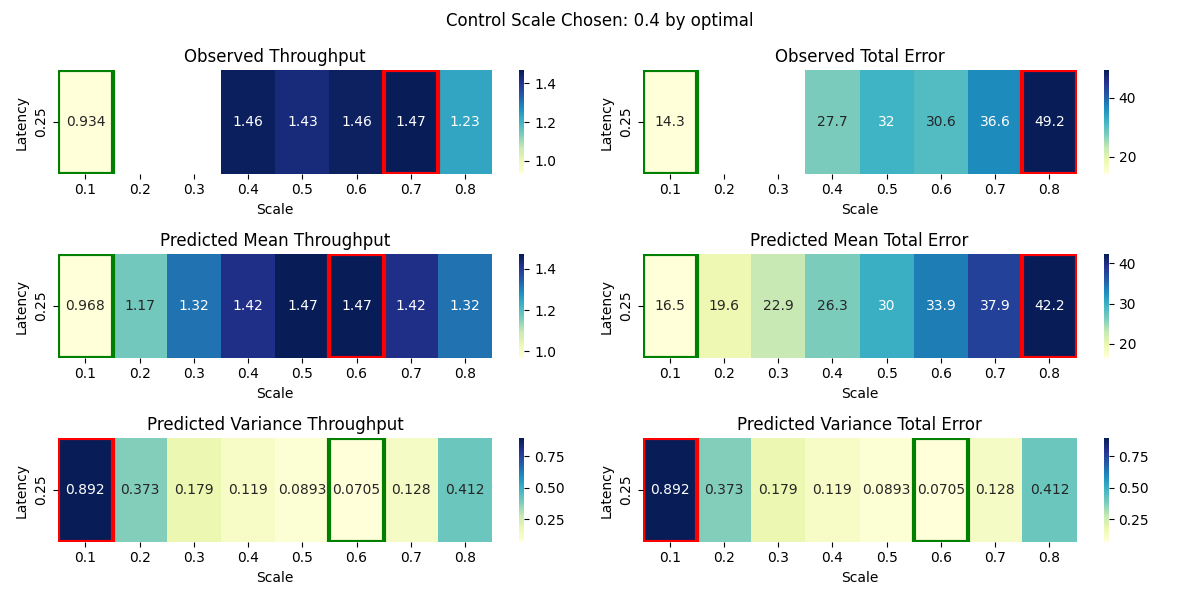 Control Scale Chosen: 0.4 by optimal
Observed Throughput
Latency
0.25
0.934 1.46 1.43 1.46 1.47 1.23
0.1 0.2 0.3 0.4 0.5 0.6 0.7 0.8
Scale
1.4
1.2
1.0
Observed Total Error
Latency
0.25
14.3 27.7 32 30.6 36.6 49.2
0.1 0.2 0.3 0.4 0.5 0.6 0.7 0.8
Scale
40
20
Predicted Mean Throughput
Latency
0.25
0.968 1.17 1.32 1.42 1.47 1.47 1.42 1.32
0.1 0.2 0.3 0.4 0.5 0.6 0.7 0.8
Scale
1.4
1.2
1.0
Predicted Mean Total Error
Latency
0.25
16.5 19.6 22.9 26.3 30 33.9 37.9 42.2
0.1 0.2 0.3 0.4 0.5 0.6 0.7 0.8
Scale
40
30
20
Predicted Variance Throughput
Latency
0.25
0.892 0.373 0.179 0.119 0.0893 0.0705 0.128 0.412
0.1 0.2 0.3 0.4 0.5 0.6 0.7 0.8
Scale
0.75
0.50
0.25
Predicted Variance Total Error
Latency
0.25
0.892 0.373 0.179 0.119 0.0893 0.0705 0.128 0.412
0.1 0.2 0.3 0.4 0.5 0.6 0.7 0.8
Scale
0.75
0.50
0.25